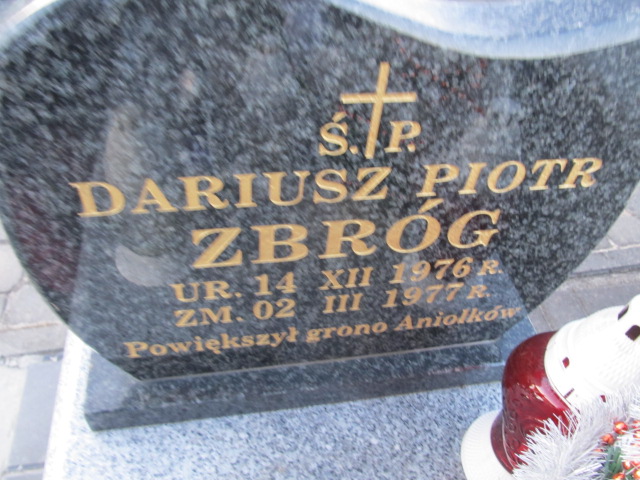 Ś. P.
DARIUSZ PIOTR
ZBRÓG
UR. 14 XII 1976 R.
ZM. 02 III 1977 R.
Powiększył grono Aniołków